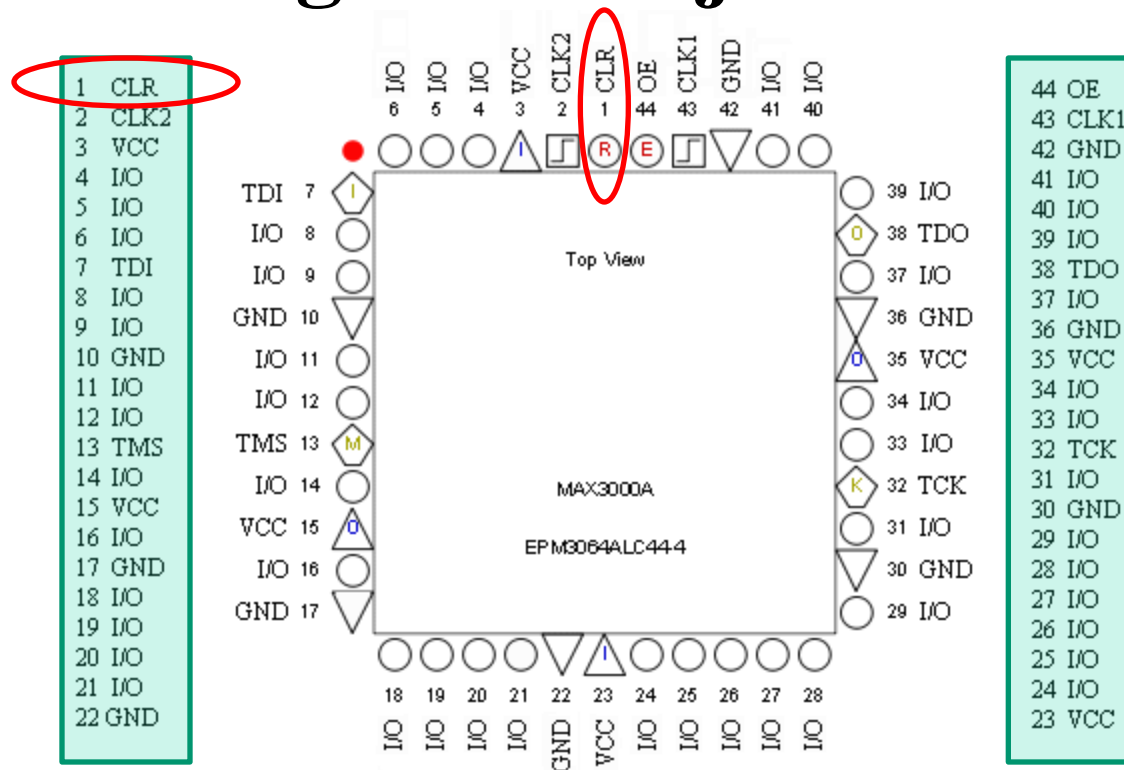 1 CLR
2 CLK2
3 VCC
4 I/O
5 I/O
6 I/O
7 TDI
8 I/O
9 I/O
10 GND
11 I/O
12 I/O
13 TMS
14 I/O
15 VCC
16 I/O
17 GND
18 I/O
19 I/O
20 I/O
21 I/O
22 GND
I/O I/O I/O VCC CLK2 CLR OE CLK1 GND I/O I/O
6 5 4 3 2 1 44 43 42 41 40
I R E
TDI 7 I
I/O 8
I/O 9
GND 10
I/O 11
I/O 12
TMS 13 M
I/O 14
VCC 15 O
I/O 16
GND 17
Top View
MAX3000A
EPM3064ALC44-4
39 I/O
O 38 TDO
37 I/O
36 GND
O 35 VCC
34 I/O
33 I/O
K 32 TCK
31 I/O
30 GND
29 I/O
I
18 19 20 21 22 23 24 25 26 27 28
I/O I/O I/O I/O GND VCC I/O I/O I/O I/O I/O
44 OE
43 CLK1
42 GND
41 I/O
40 I/O
39 I/O
38 TDO
37 I/O
36 GND
35 VCC
34 I/O
33 I/O
32 TCK
31 I/O
30 GND
29 I/O
28 I/O
27 I/O
26 I/O
25 I/O
24 I/O
23 VCC